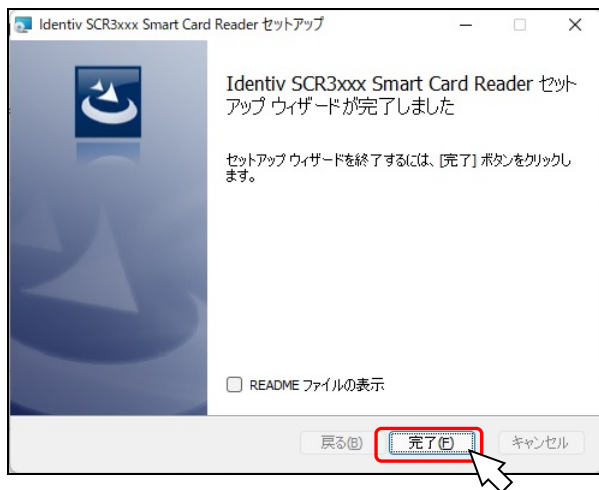 Identiv SCR3xxx Smart Card Reader セットアップ
Identiv SCR3xxx Smart Card Reader セット
アップ ウィザードが完了しました
セットアップ ウィザードを終了するには、[完了] ボタンをクリックし
ます。
README ファイルの表示
戻る(B) 完了(F) キャンセル